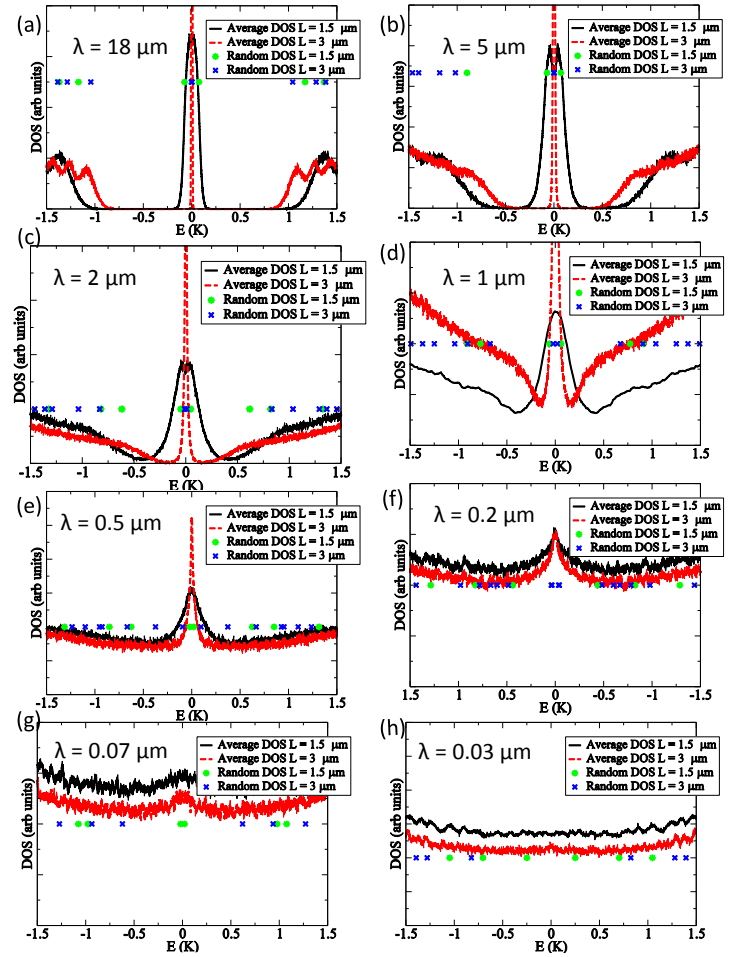 (a)
λ = 18 μm
Average DOS L = 1.5 μm
Average DOS L = 3 μm
Random DOS L = 1.5 μm
Random DOS L = 3 μm
DOS (arb units)
-1.5 -1 -0.5 0 0.5 1 1.5
E (K)
(b)
λ = 5 μm
Average DOS L = 1.5 μm
Average DOS L = 3 μm
Random DOS L = 1.5 μm
Random DOS L = 3 μm
DOS (arb units)
-1.5 -1 -0.5 0 0.5 1 1.5
E (K)
(c)
λ = 2 μm
Average DOS L = 1.5 μm
Average DOS L = 3 μm
Random DOS L = 1.5 μm
Random DOS L = 3 μm
DOS (arb units)
-1.5 -1 -0.5 0 0.5 1 1.5
E (K)
(d)
λ = 1 μm
Average DOS L = 1.5 μm
Average DOS L = 3 μm
Random DOS L = 1.5 μm
Random DOS L = 3 μm
DOS (arb units)
-1.5 -1 -0.5 0 0.5 1 1.5
E (K)
(e)
λ = 0.5 μm
Average DOS L = 1.5 μm
Average DOS L = 3 μm
Random DOS L = 1.5 μm
Random DOS L = 3 μm
DOS (arb units)
-1.5 -1 -0.5 0 0.5 1 1.5
E (K)
(f)
λ = 0.2 μm
Average DOS L = 1.5 μm
Average DOS L = 3 μm
Random DOS L = 1.5 μm
Random DOS L = 3 μm
DOS (arb units)
1.5 1 0.5 0 -0.5 -1 -1.5
E (K)
(g)
λ = 0.07 μm
Average DOS L = 1.5 μm
Average DOS L = 3 μm
Random DOS L = 1.5 μm
Random DOS L = 3 μm
DOS (arb units)
-1.5 -1 -0.5 0 0.5 1 1.5
E (K)
(h)
λ = 0.03 μm
Average DOS L = 1.5 μm
Average DOS L = 3 μm
Random DOS L = 1.5 μm
Random DOS L = 3 μm
DOS (arb units)
-1.5 -1 -0.5 0 0.5 1 1.5
E (K)